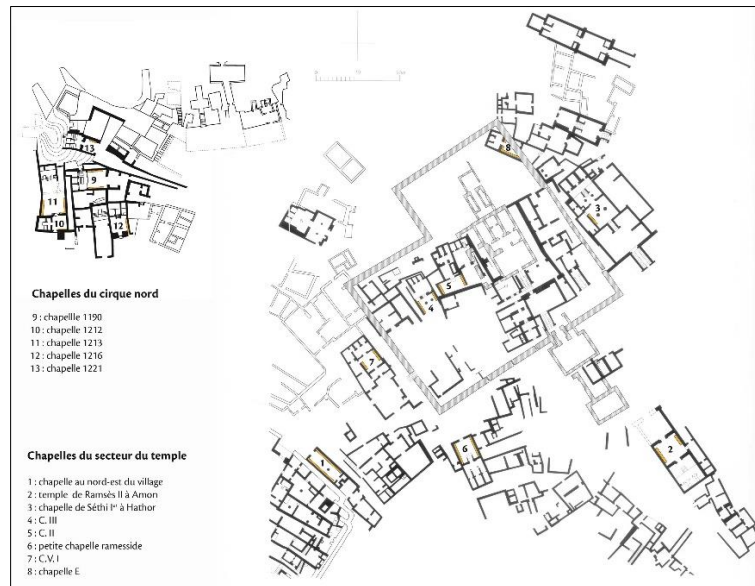 13
9
11
10
12
8
3
5
4
7
6
1
2
Chapelles du cirque nord
9 : chapellle 1190
10 : chapelle 1212
11 : chapelle 1213
12 : chapelle 1216
13 : chapelle 1221
Chapelles du secteur du temple
1 : chapelle au nord-est du village
2 : temple de Ramsès II à Amon
3 : chapelle de Séthi Iᵉʳ à Hathor
4 : C. III
5 : C. II
6 : petite chapelle ramesside
7 : C.V. I
8 : chapelle E